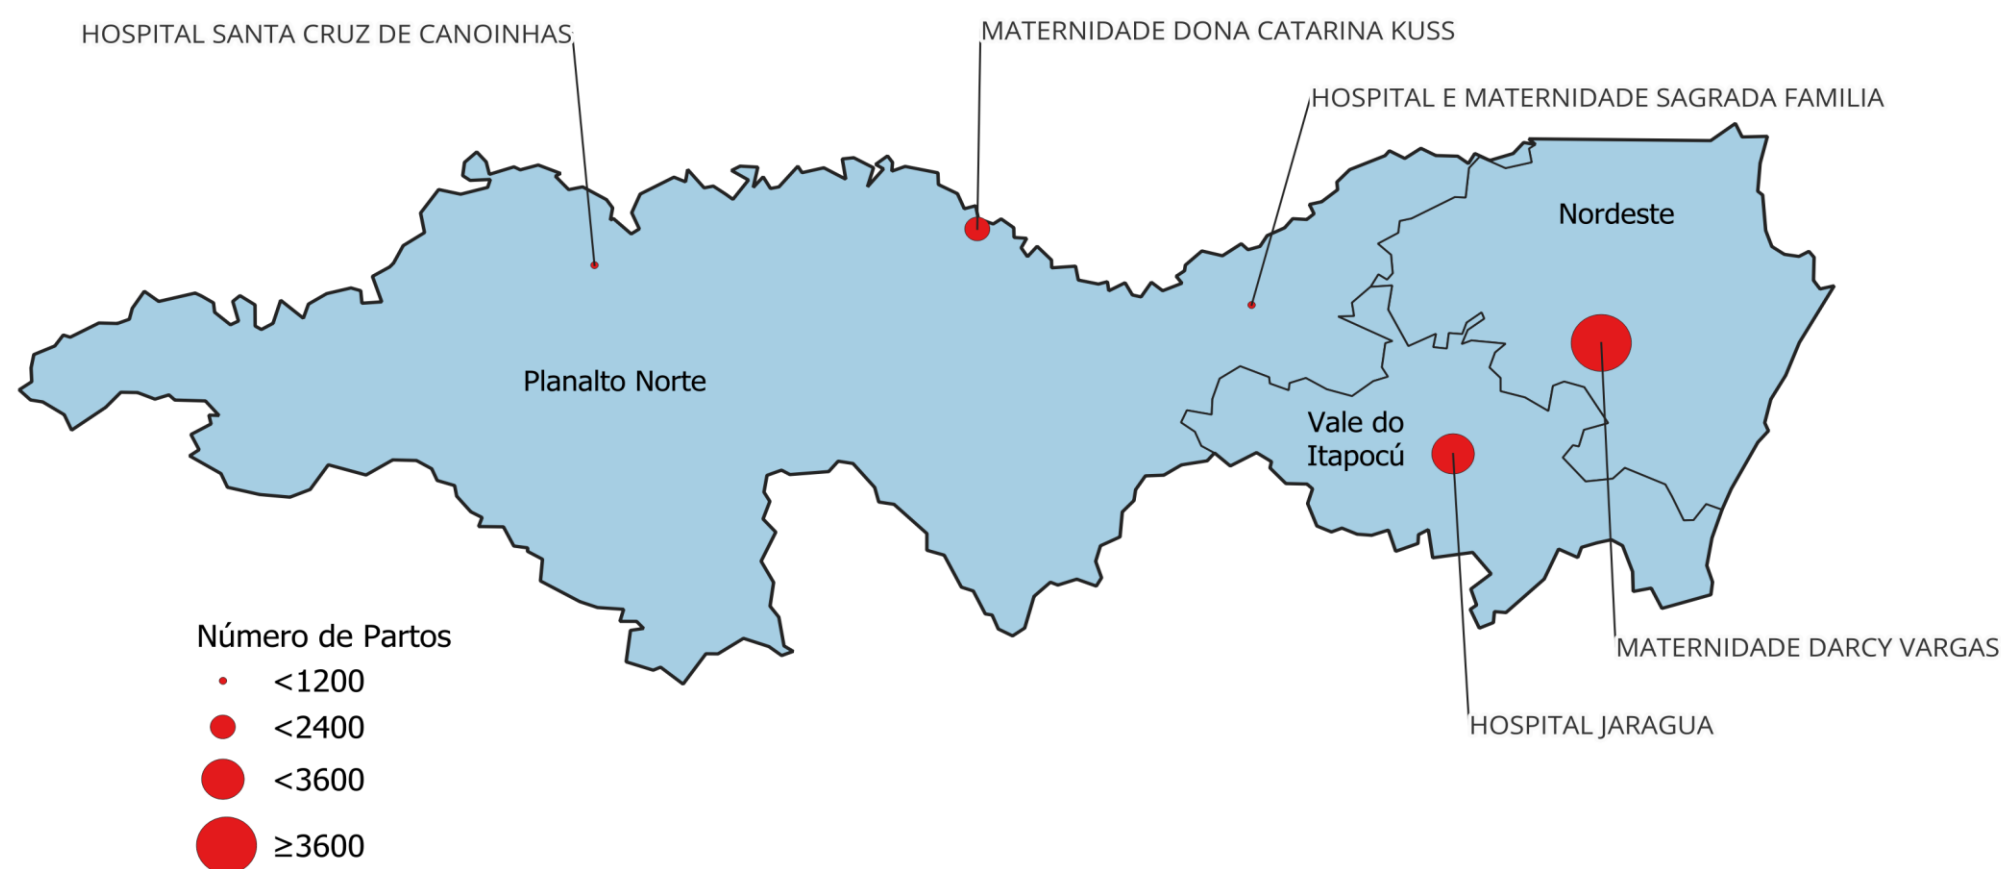 HOSPITAL SANTA CRUZ DE CANOINHAS
MATERNIDADE DONA CATARINA KUSS
HOSPITAL E MATERNIDADE SAGRADA FAMILIA
Nordeste
Planalto Norte
Vale do
Itapocú
Número de Partos
<1200
<2400
<3600
≥3600
MATERNIDADE DARCY VARGAS
HOSPITAL JARAGUA